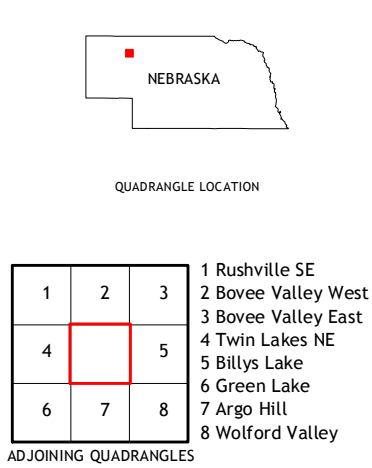 NEBRASKA
QUADRANGLE LOCATION
1 2 3
4 5
6 7 8
1 Rushville SE
2 Bovee Valley West
3 Bovee Valley East
4 Twin Lakes NE
5 Billys Lake
6 Green Lake
7 Argo Hill
8 Wolford Valley
ADJOINING QUADRANGLES